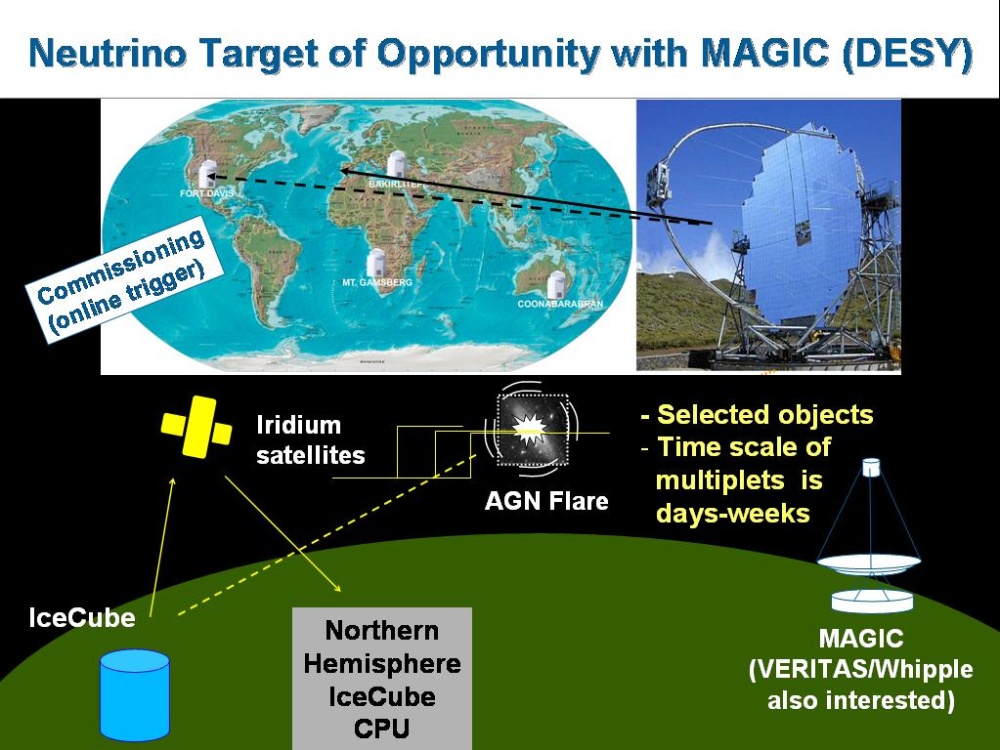 Neutrino Target of Opportunity with MAGIC (DESY)
FORT DAVIS
BAKIRLITEPE
MT. GAMSBERG
COONABARABRAN
Antarctica
Commissioning
(online trigger)
Iridium
satellites
AGN Flare
- Selected objects
- Time scale of
multiplets is
days-weeks
IceCube
Northern
Hemisphere
IceCube
CPU
MAGIC
(VERITAS/Whipple
also interested)